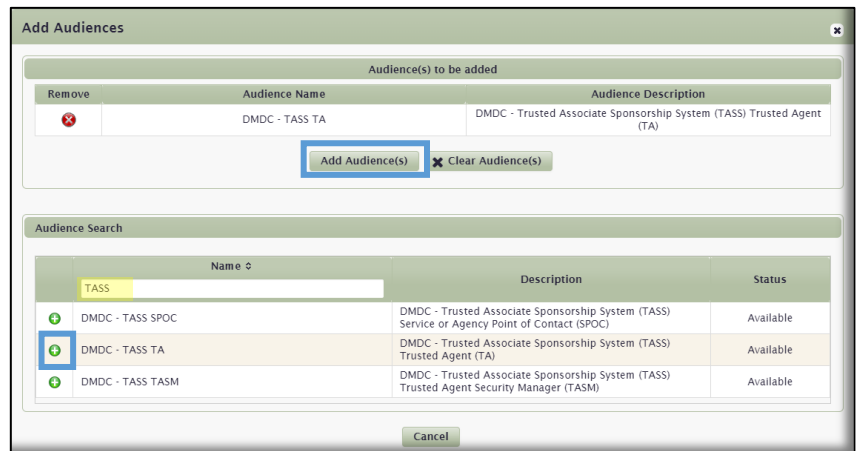 Add Audiences
Audience(s) to be added
Remove Audience Name Audience Description
DMDC - TASS TA DMDC - Trusted Associate Sponsorship System (TASS) Trusted Agent
(TA)
Add Audience(s) Clear Audience(s)
Audience Search
Name Description Status
TASS
DMDC - TASS SPOC DMDC - Trusted Associate Sponsorship System (TASS)
Service or Agency Point of Contact (SPOC) Available
DMDC - TASS TA DMDC - Trusted Associate Sponsorship System (TASS)
Trusted Agent (TA) Available
DMDC - TASS TASM DMDC - Trusted Associate Sponsorship System (TASS)
Trusted Agent Security Manager (TASM) Available
Cancel